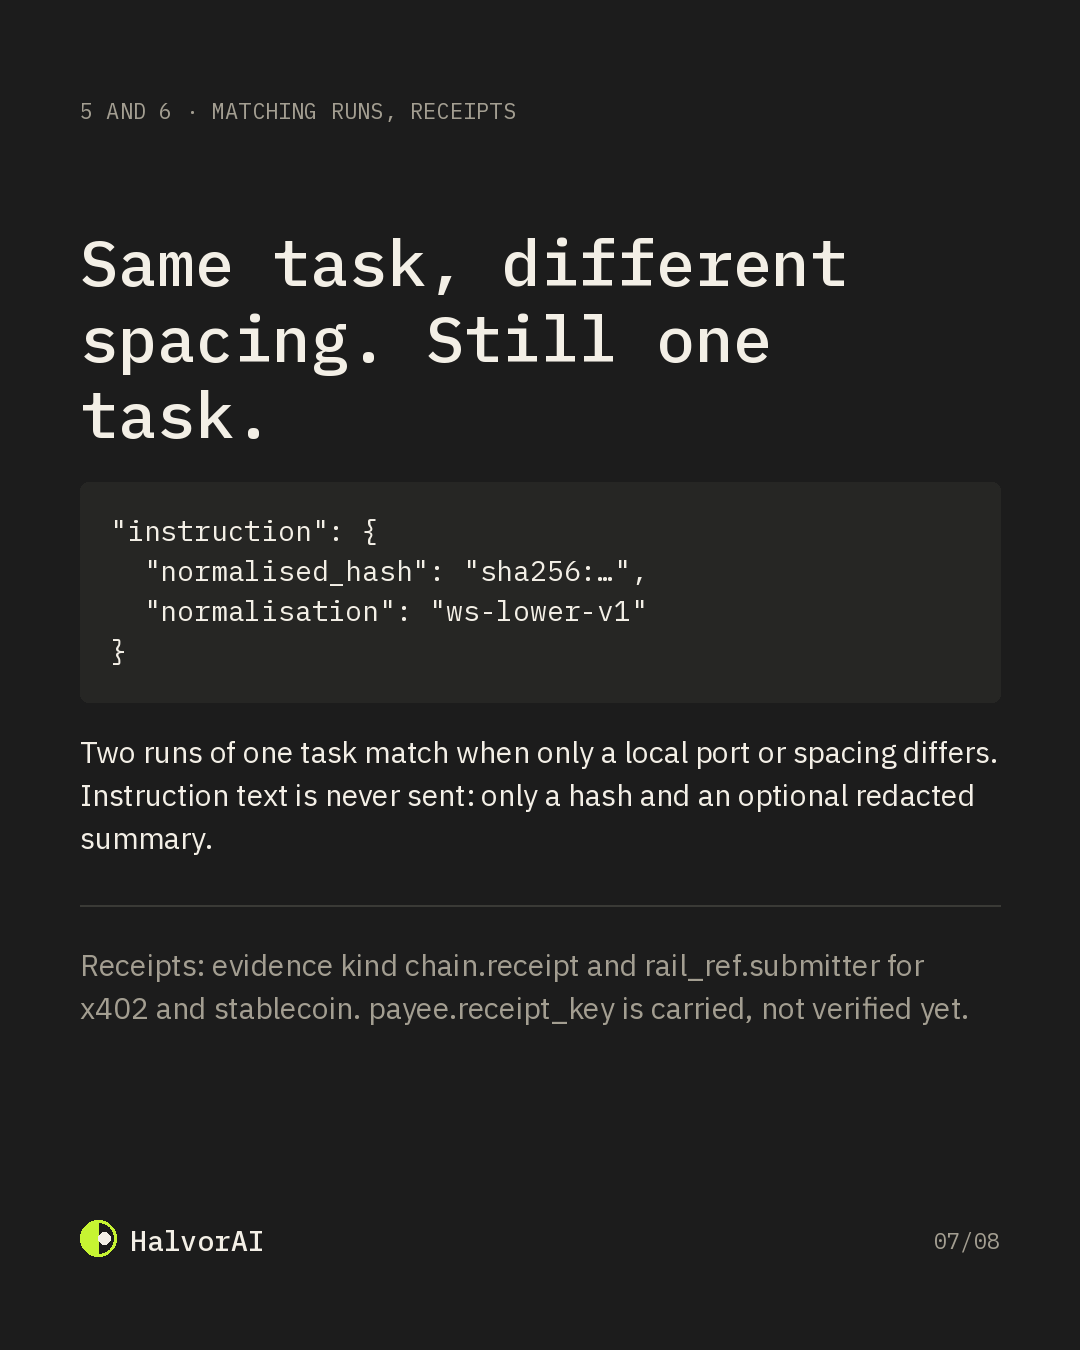 5 AND 6 · MATCHING RUNS, RECEIPTS
Same task, different
spacing. Still one
task.
"instruction": {
  "normalised_hash": "sha256:…",
  "normalisation": "ws-lower-v1"
}
Two runs of one task match when only a local port or spacing differs.
Instruction text is never sent: only a hash and an optional redacted
summary.
Receipts: evidence kind chain.receipt and rail_ref.submitter for
x402 and stablecoin. payee.receipt_key is carried, not verified yet.
HalvorAI
07/08